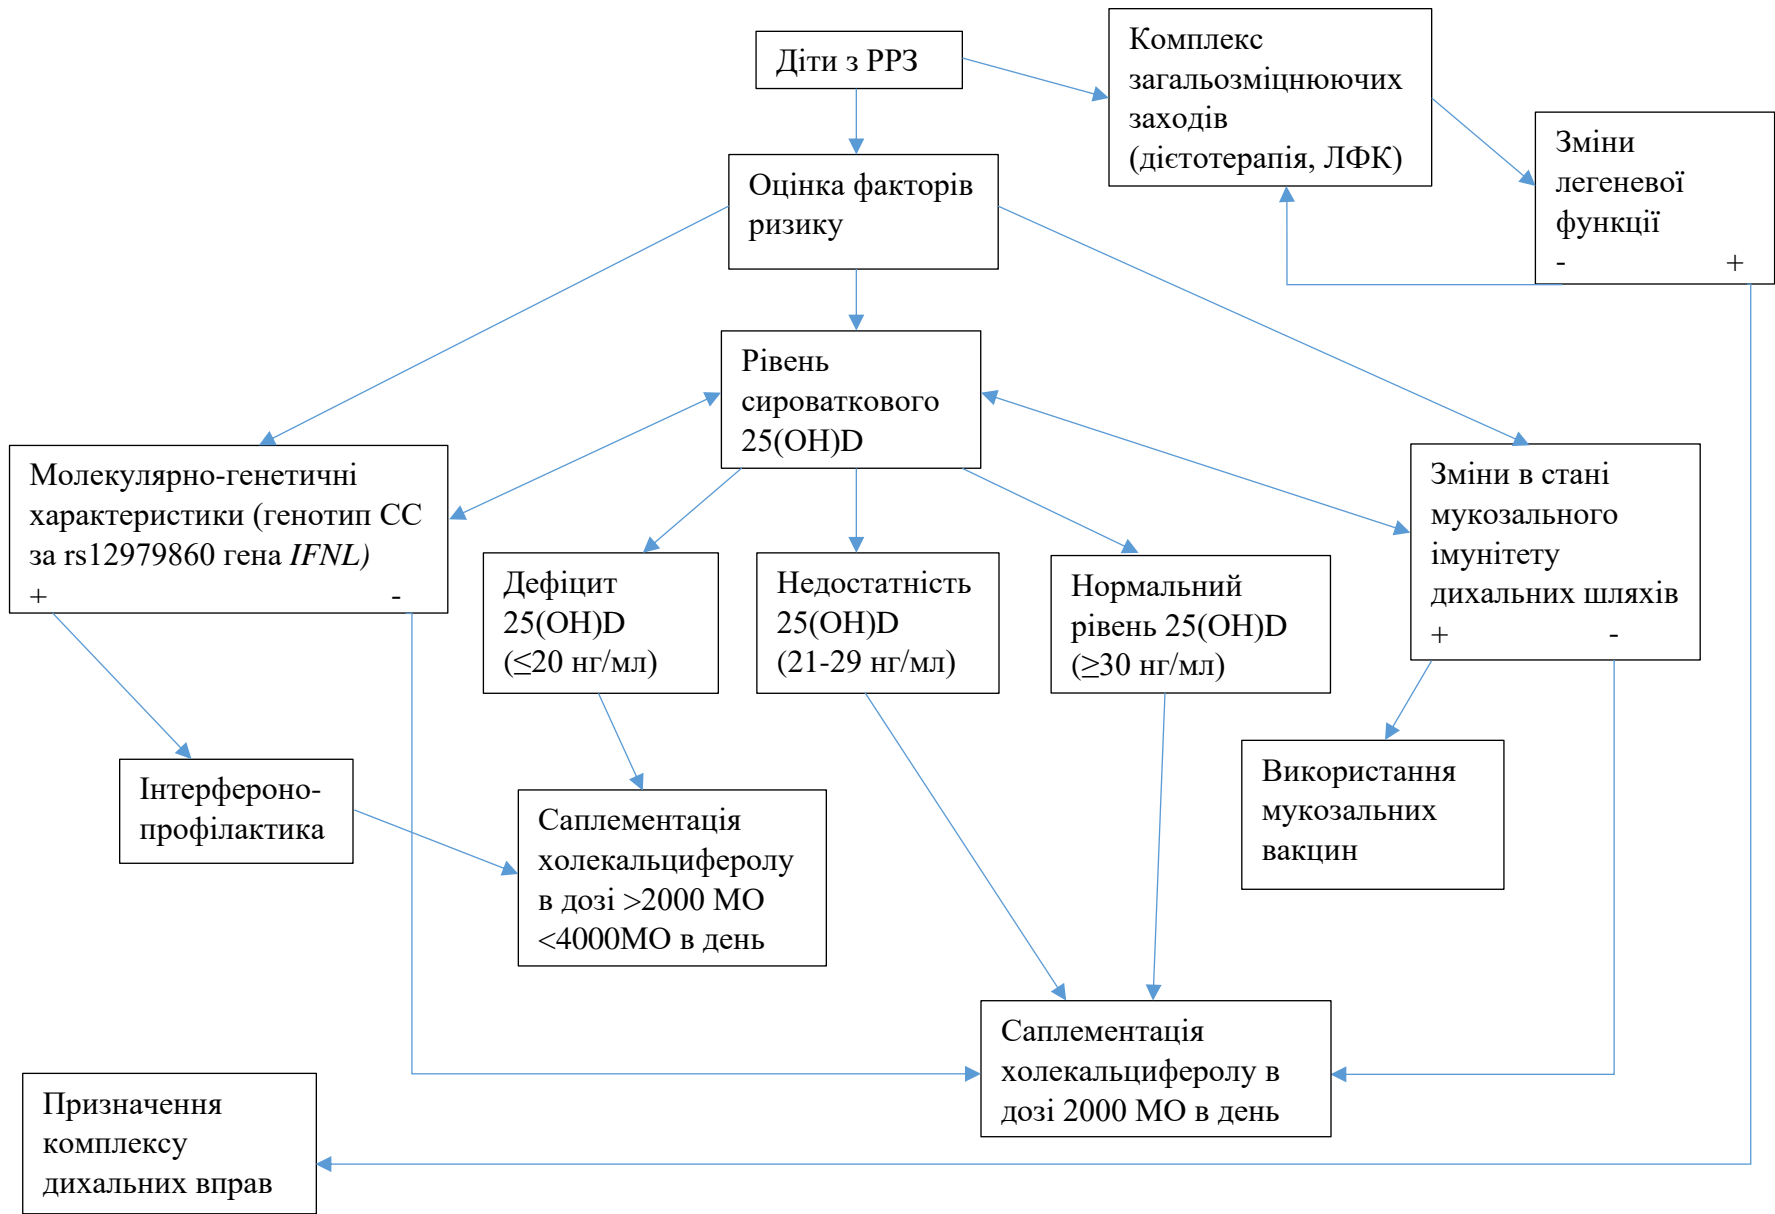 Діти з РРЗ
Комплекс
загальозміцнюючих
заходів
(дієтотерапія, ЛФК)
Зміни
легеневої
функції
- +
Оцінка факторів
ризику
Рівень
сироваткового
25(OH)D
Молекулярно-генетичні
характеристики (генотип СС
за rs12979860 гена IFNL)
+ -
Зміни в стані
мукозального
імунітету
дихальних шляхів
+ -
Дефіцит
25(OH)D
(≤20 нг/мл)
Недостатність
25(OH)D
(21-29 нг/мл)
Нормальний
рівень 25(OH)D
(≥30 нг/мл)
Інтерфероно-
профілактика
Саплементація
холекальциферолу
в дозі >2000 МО
<4000МО в день
Використання
мукозальних
вакцин
Саплементація
холекальциферолу в
дозі 2000 МО в день
Призначення
комплексу
дихальних вправ